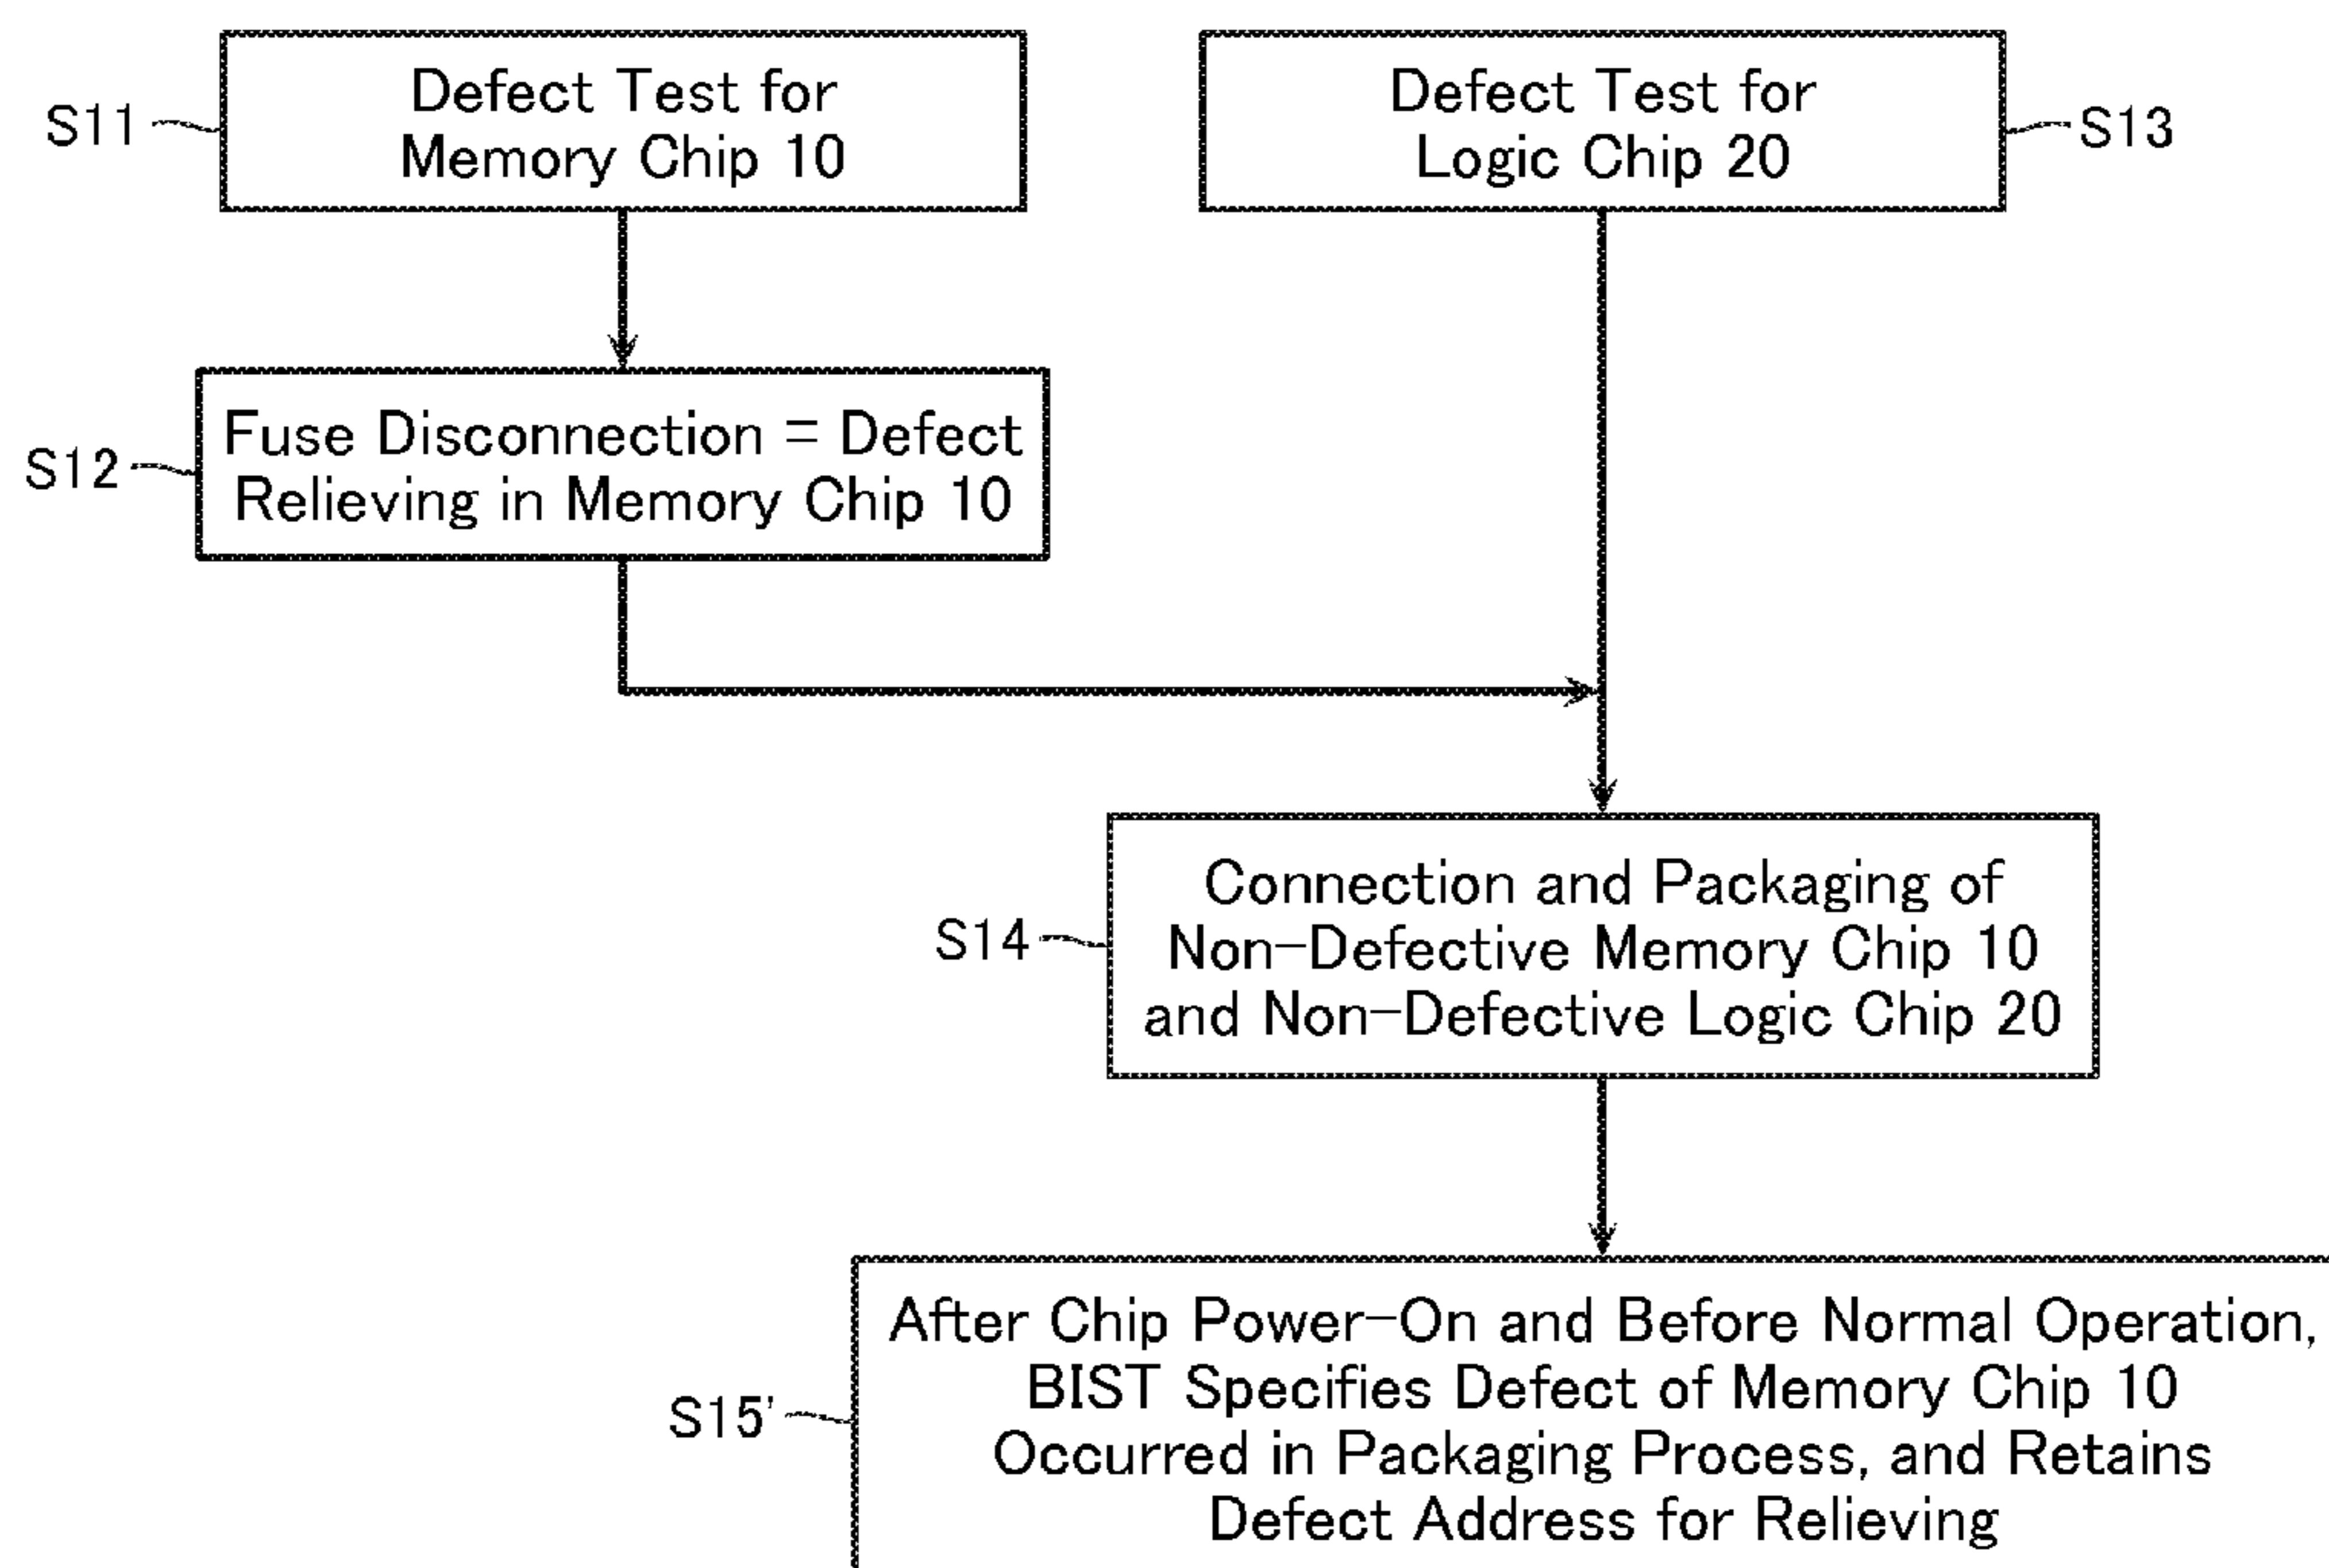 S11
Defect Test for
Memory Chip 10
Defect Test for
Logic Chip 20
S13
S12
Fuse Disconnection = Defect
Relieving in Memory Chip 10
S14
Connection and Packaging of
Non-Defective Memory Chip 10
and Non-Defective Logic Chip 20
S15'
After Chip Power-On and Before Normal Operation,
BIST Specifies Defect of Memory Chip 10
Occurred in Packaging Process, and Retains
Defect Address for Relieving